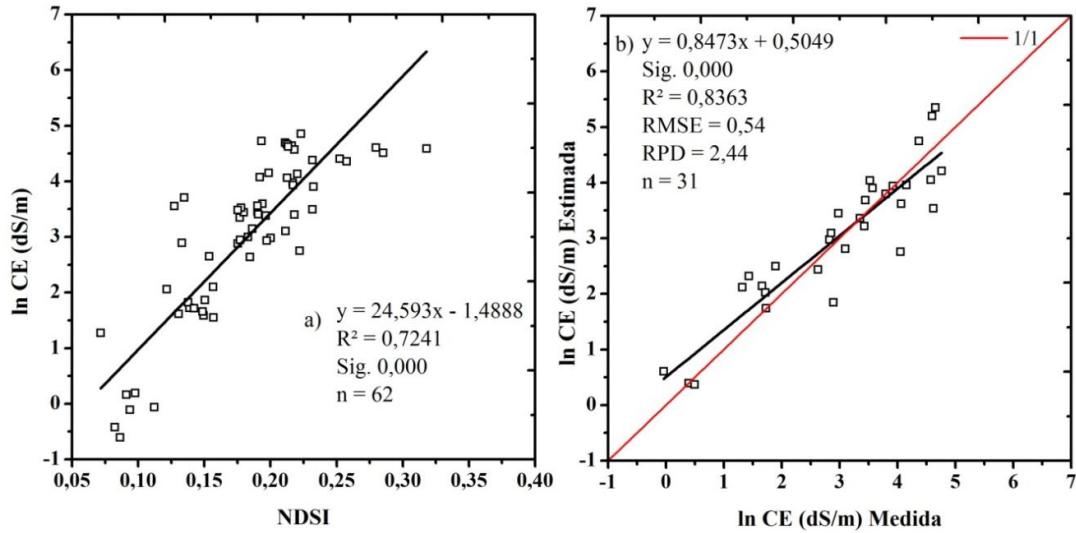 7
6
5
4
3
2
1
0
-1
ln CE (dS/m)
a)
y = 24,593x - 1,4888
R² = 0,7241
Sig. 0,000
n = 62
0,05 0,10 0,15 0,20 0,25 0,30 0,35 0,40
NDSI
7
6
5
4
3
2
1
0
-1
ln CE (dS/m) Estimada
b) y = 0,8473x + 0,5049
Sig. 0,000
R² = 0,8363
RMSE = 0,54
RPD = 2,44
n = 31
1/1
-1 0 1 2 3 4 5 6 7
ln CE (dS/m) Medida